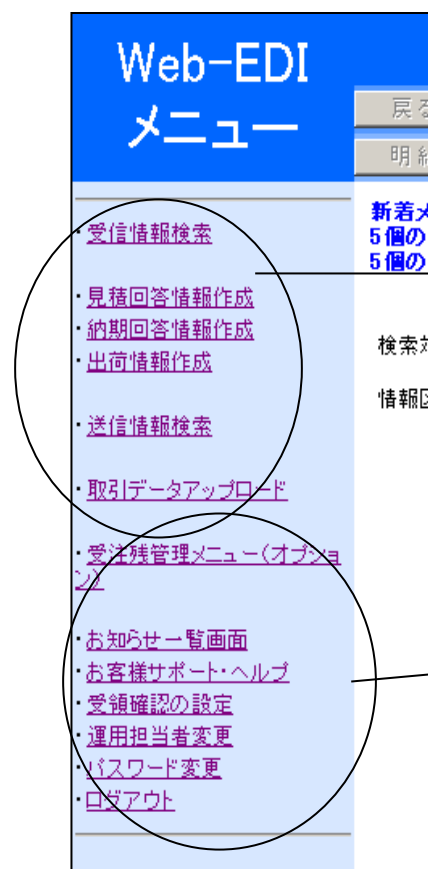 Web-EDI
メニュー
戻
明
新着
5個の
5個の
・受信情報検索
・見積回答情報作成
・納期回答情報作成
・出荷情報作成
検索
情報
・送信情報検索
・取引データアップロード
・受注残管理メニュー(オプショ
ン)
・お知らせ一覧画面
・お客様サポート・ヘルプ
・受領確認の設定
・運用担当者変更
・パスワード変更
・ログアウト